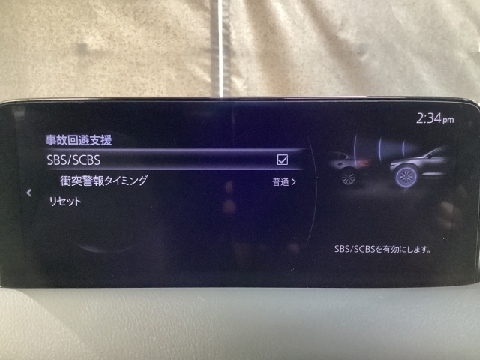 2:34pm
事故回避支援
SBS/SCBS
衝突警報タイミング 普通
リセット
SBS/SCBSを有効にします。